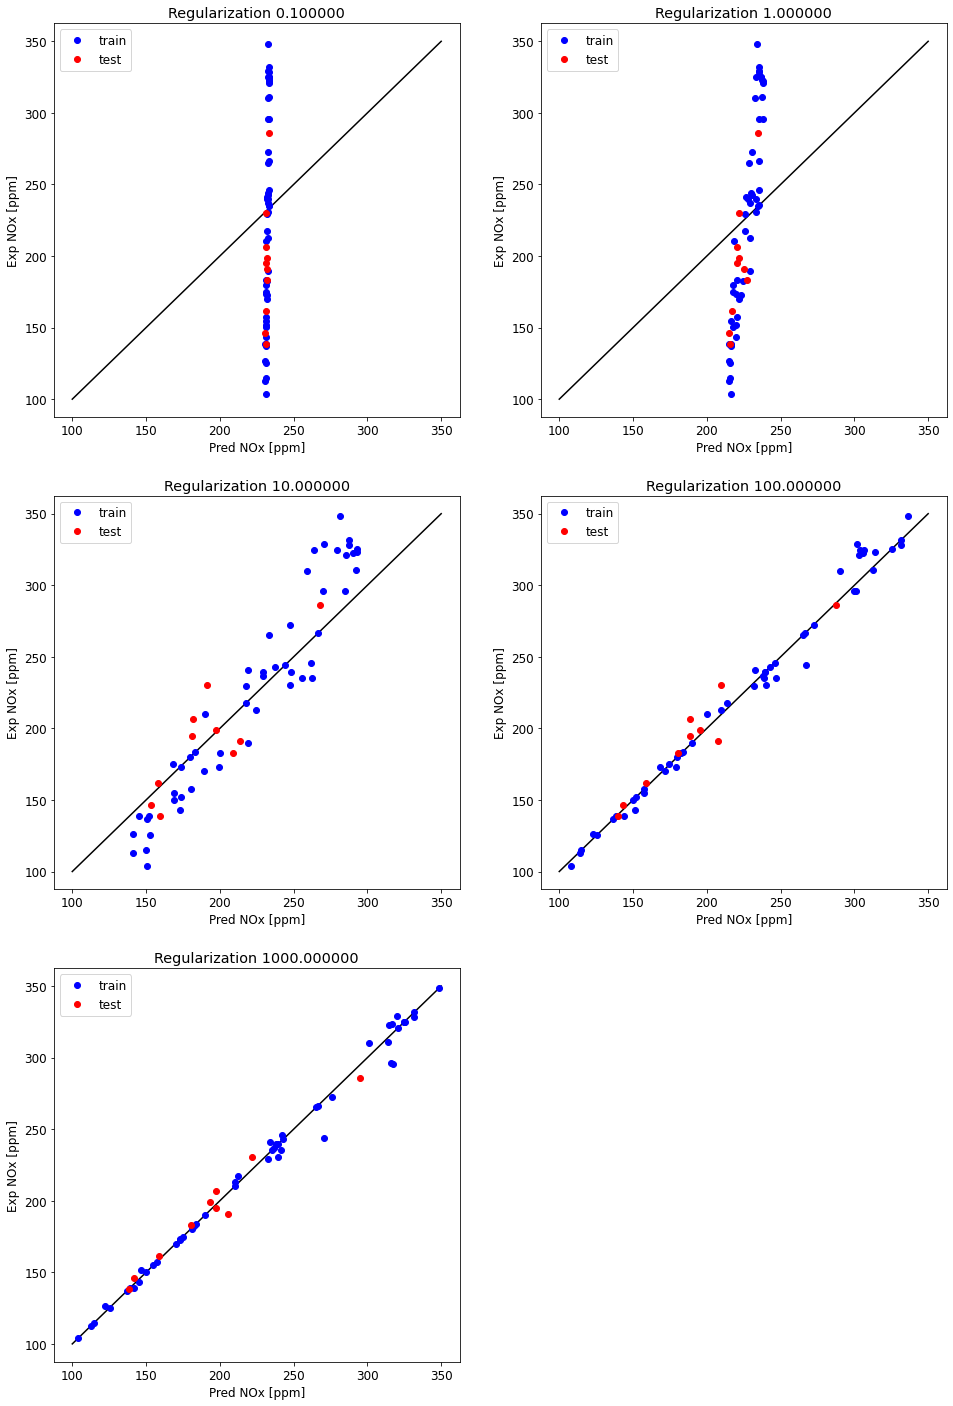 Regularization 0.100000
train
test
350
300
250
200
150
100
Exp NOx [ppm]
100 150 200 250 300 350
Pred NOx [ppm]
Regularization 1.000000
train
test
350
300
250
200
150
100
Exp NOx [ppm]
100 150 200 250 300 350
Pred NOx [ppm]
Regularization 10.000000
train
test
350
300
250
200
150
100
Exp NOx [ppm]
100 150 200 250 300 350
Pred NOx [ppm]
Regularization 100.000000
train
test
350
300
250
200
150
100
Exp NOx [ppm]
100 150 200 250 300 350
Pred NOx [ppm]
Regularization 1000.000000
train
test
350
300
250
200
150
100
Exp NOx [ppm]
100 150 200 250 300 350
Pred NOx [ppm]